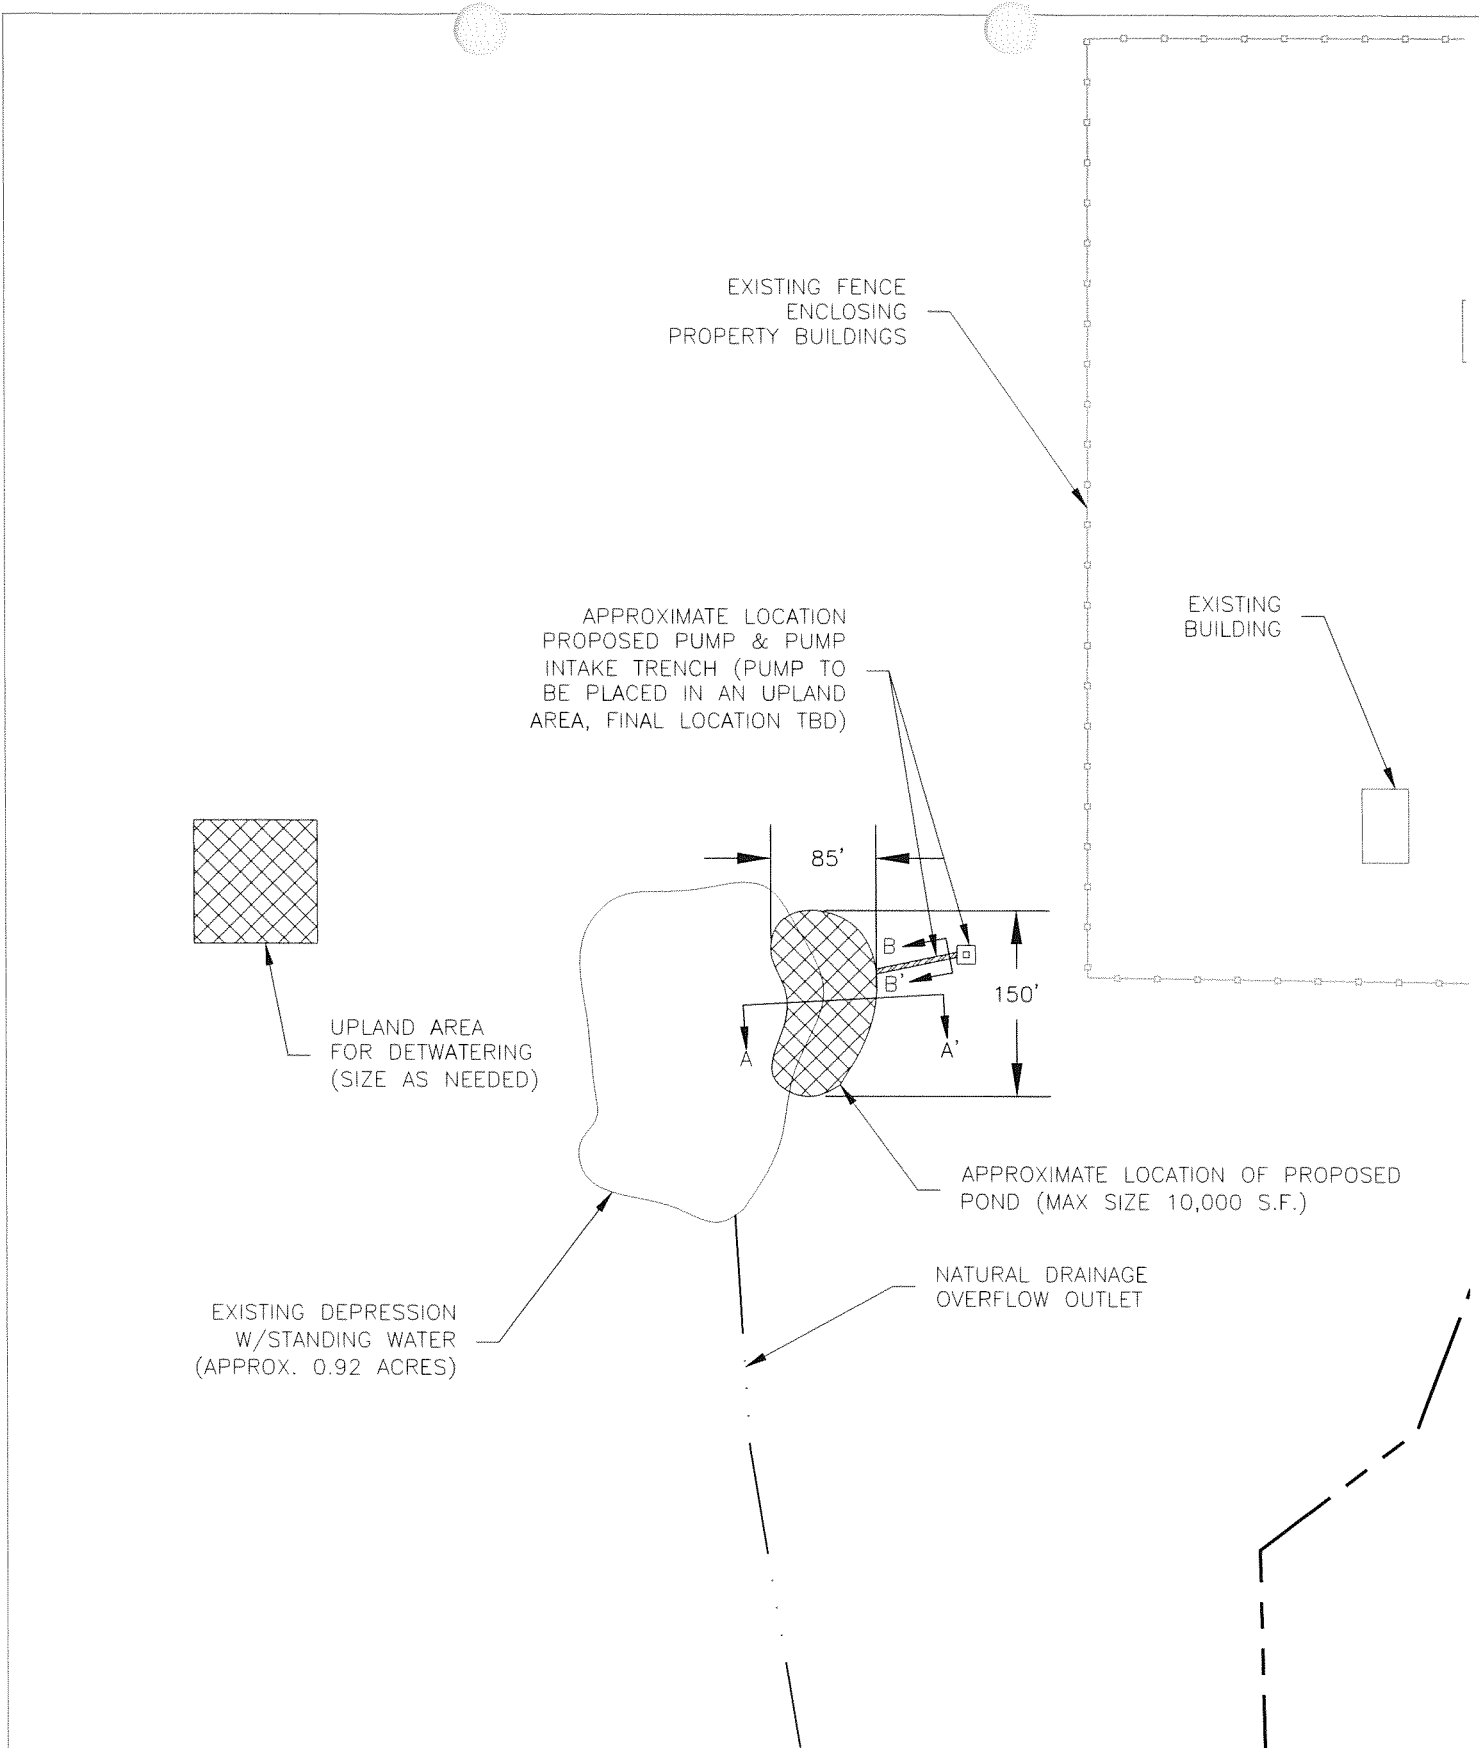 EXISTING FENCE
ENCLOSING
PROPERTY BUILDINGS
APPROXIMATE LOCATION
PROPOSED PUMP & PUMP
INTAKE TRENCH (PUMP TO
BE PLACED IN AN UPLAND
AREA, FINAL LOCATION TBD)
EXISTING
BUILDING
85'
B
B'
150'
A
A'
UPLAND AREA
FOR DETWATERING
(SIZE AS NEEDED)
APPROXIMATE LOCATION OF PROPOSED
POND (MAX SIZE 10,000 S.F.)
NATURAL DRAINAGE
OVERFLOW OUTLET
EXISTING DEPRESSION
W/STANDING WATER
(APPROX. 0.92 ACRES)